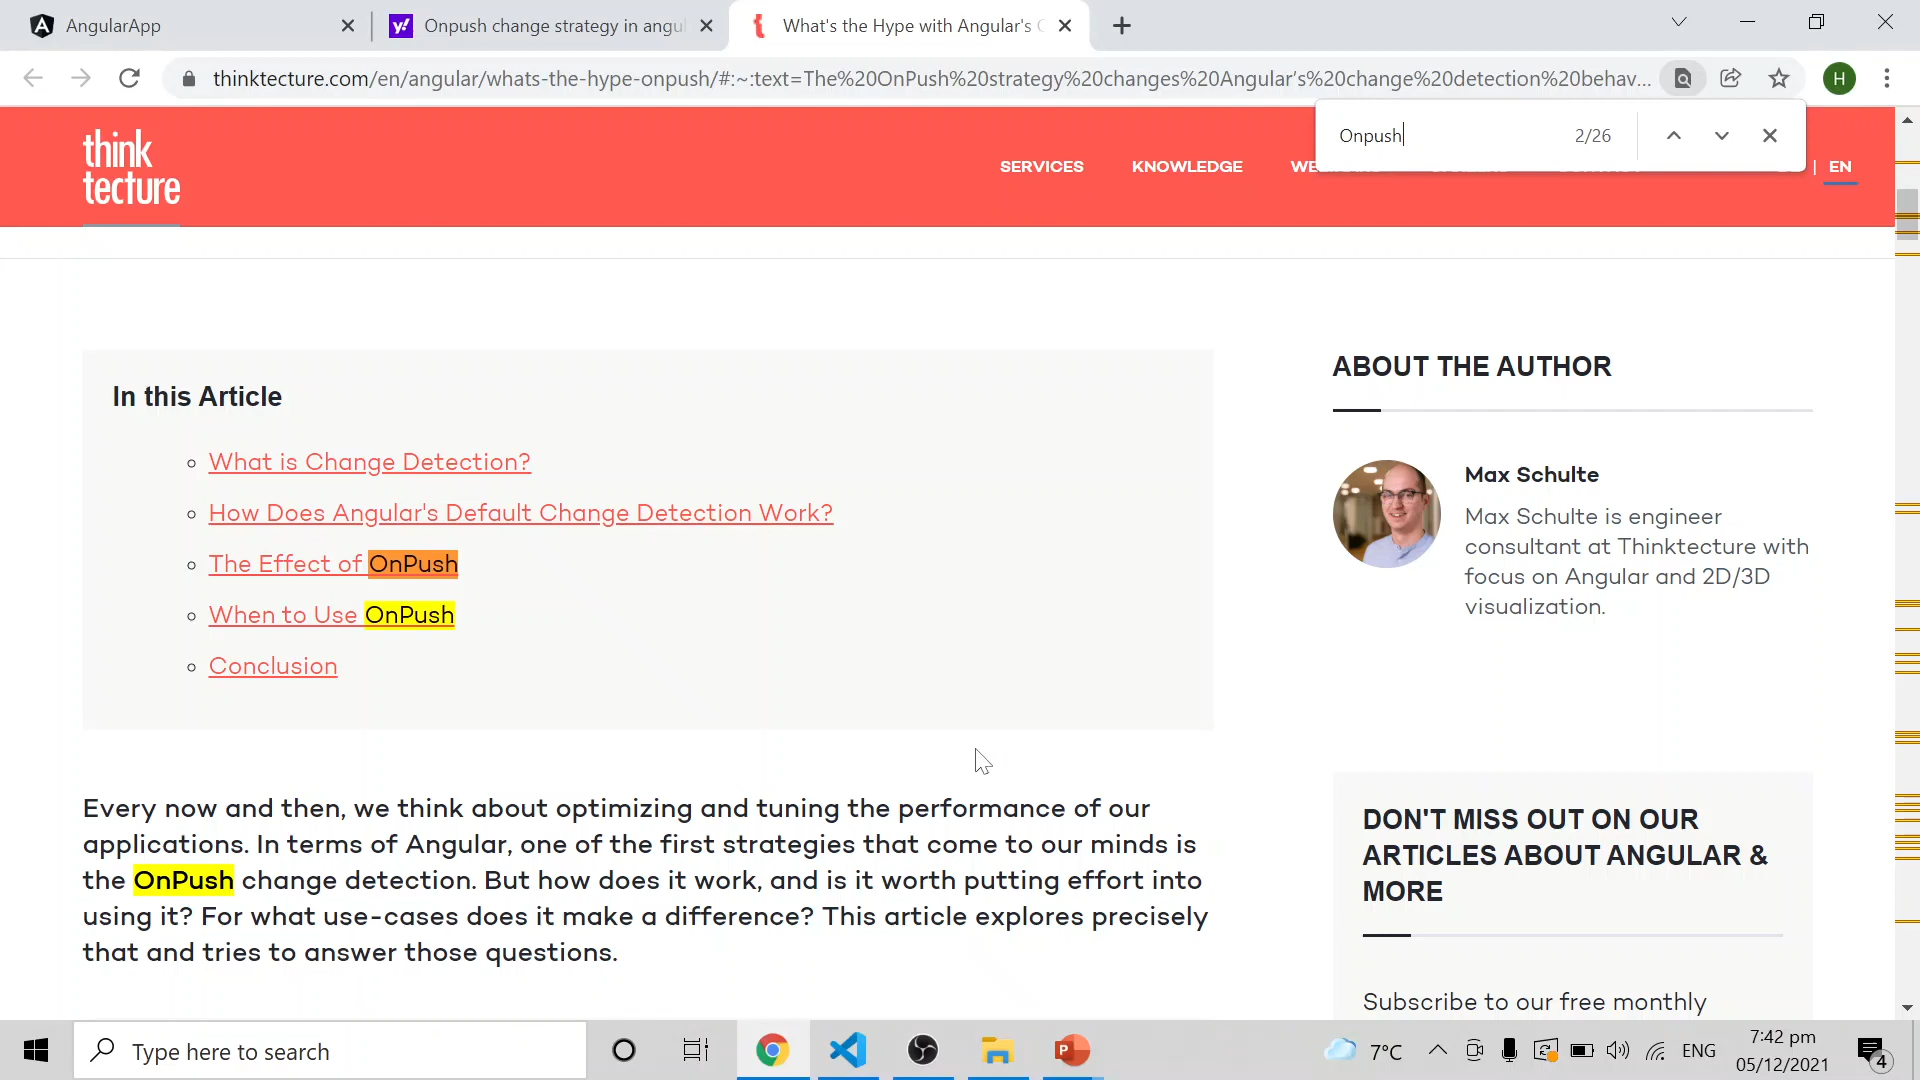 AngularApp
Onpush change strategy in angul
What's the Hype with Angular's
thinktecture.com/en/angular/whats-the-hype-onpush/#:~:text=The%20OnPush%20strategy%20changes%20Angular's%20change%20detection%20behav...
H
Onpush
2/26
think
tecture
SERVICES
KNOWLEDGE
| EN
In this Article
What is Change Detection?
How Does Angular's Default Change Detection Work?
The Effect of OnPush
When to Use OnPush
Conclusion
ABOUT THE AUTHOR
Max Schulte
Max Schulte is engineer
consultant at Thinktecture with
focus on Angular and 2D/3D
visualization.
Every now and then, we think about optimizing and tuning the performance of our
applications. In terms of Angular, one of the first strategies that come to our minds is
the OnPush change detection. But how does it work, and is it worth putting effort into
using it? For what use-cases does it make a difference? This article explores precisely
that and tries to answer those questions.
DON'T MISS OUT ON OUR
ARTICLES ABOUT ANGULAR &
MORE
Subscribe to our free monthly
Type here to search
7°C
ENG
7:42 pm
05/12/2021
4